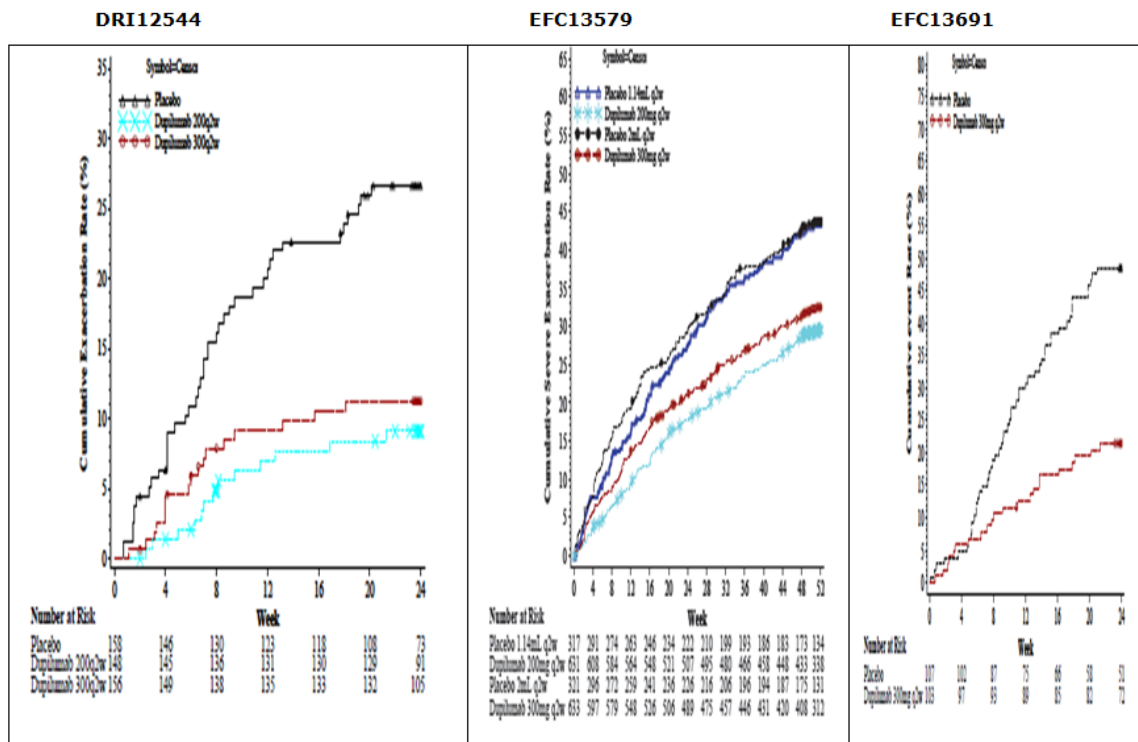 DRI12544
EFC13579
EFC13691
Symbol=Censor
Placebo
Dupilumab 200q2w
Dupilumab 300q2w
Cumulative Exacerbation Rate (%)
35
30
25
20
15
10
5
0
0 4 8 12 16 20 24
Week
Number at Risk
Placebo 158 146 130 123 118 108 73
Dupilumab 200q2w 148 145 136 131 130 129 91
Dupilumab 300q2w 156 149 138 135 133 132 105
Symbol=Censor
Placebo 1.14mL q2w
Dupilumab 200mg q2w
Placebo 2mL q2w
Dupilumab 300mg q2w
Cumulative Severe Exacerbation Rate (%)
65
60
55
50
45
40
35
30
25
20
15
10
5
0
0 4 8 12 16 20 24 28 32 36 40 44 48 52
Week
Number at Risk
Placebo 1.14mL q2w 317 291 274 263 246 234 222 210 199 193 186 183 173 134
Dupilumab 200mg q2w 631 608 584 564 548 521 507 495 480 466 458 448 433 338
Placebo 2mL q2w 321 296 272 259 241 236 226 216 206 196 194 187 175 131
Dupilumab 300mg q2w 633 597 579 548 526 506 489 475 457 446 431 420 408 312
Symbol=Censor
Placebo
Dupilumab 300mg q2w
Cumulative event Rate (%)
80
75
70
65
60
55
50
45
40
35
30
25
20
15
10
5
0
0 4 8 12 16 20 24
Week
Number at Risk
Placebo 107 102 87 75 66 58 51
Dupilumab 300mg q2w 103 97 93 89 85 82 72